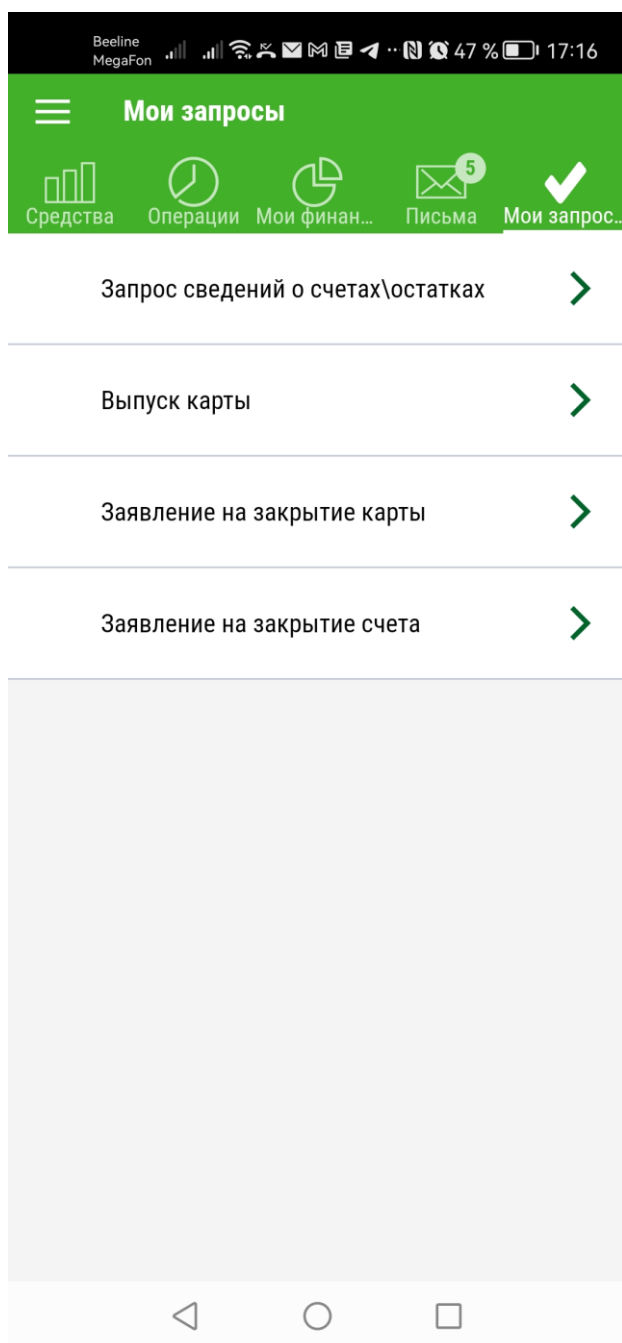 Beeline
MegaFon
47 % 17:16
Мои запросы
5
Средства Операции Мои финан... Письма Мои запрос...
Запрос сведений о счетах\остатках
Выпуск карты
Заявление на закрытие карты
Заявление на закрытие счета